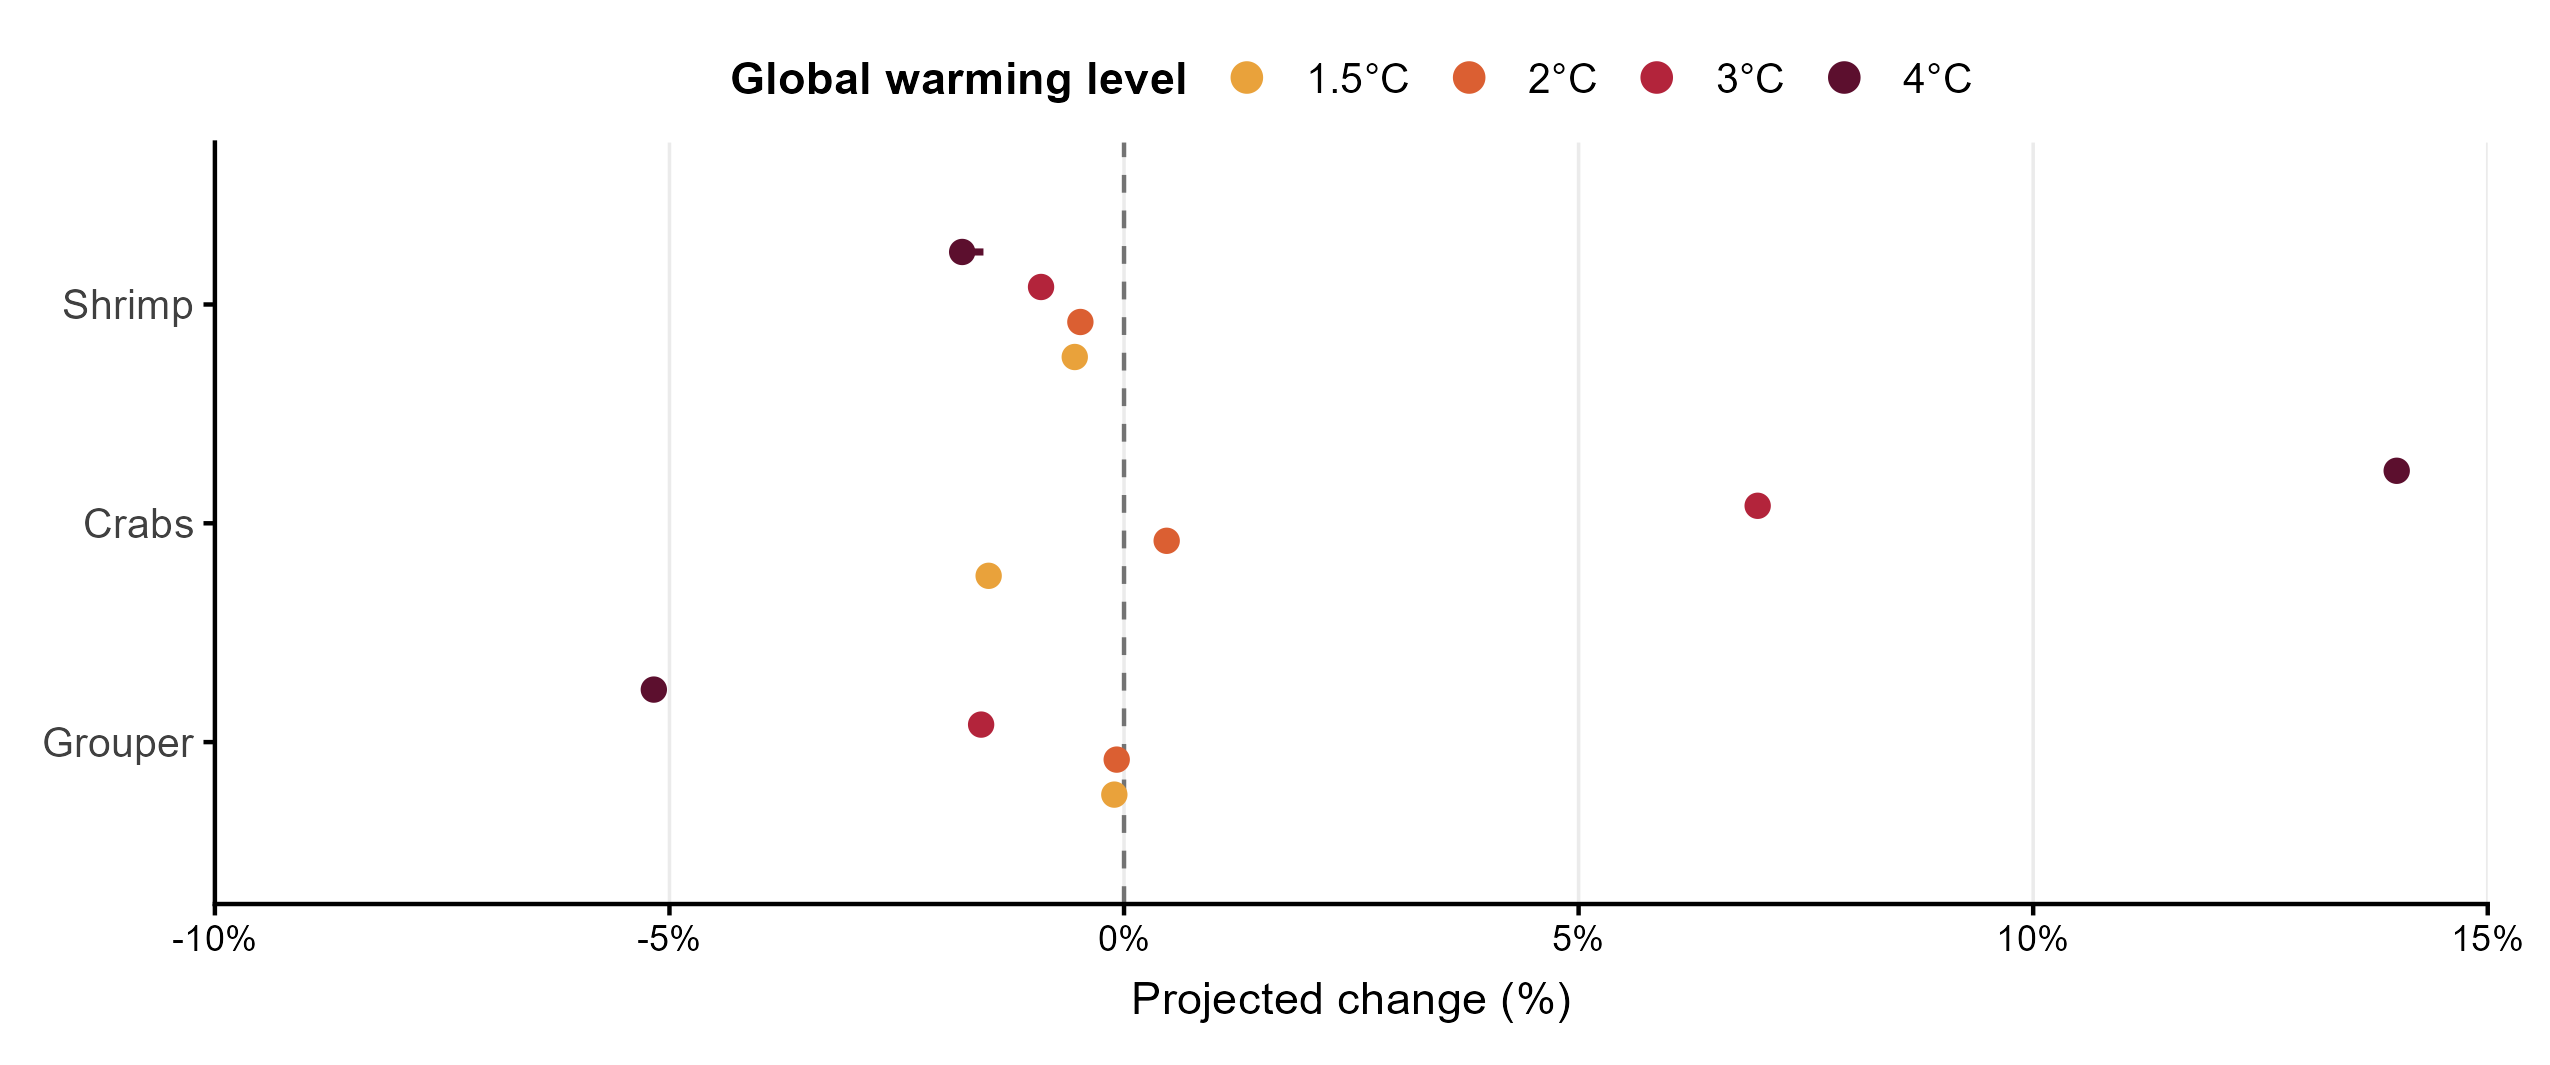 Global warming level 1.5°C 2°C 3°C 4°C
Shrimp
Crabs
Grouper
-10% -5% 0% 5% 10% 15%
Projected change (%)